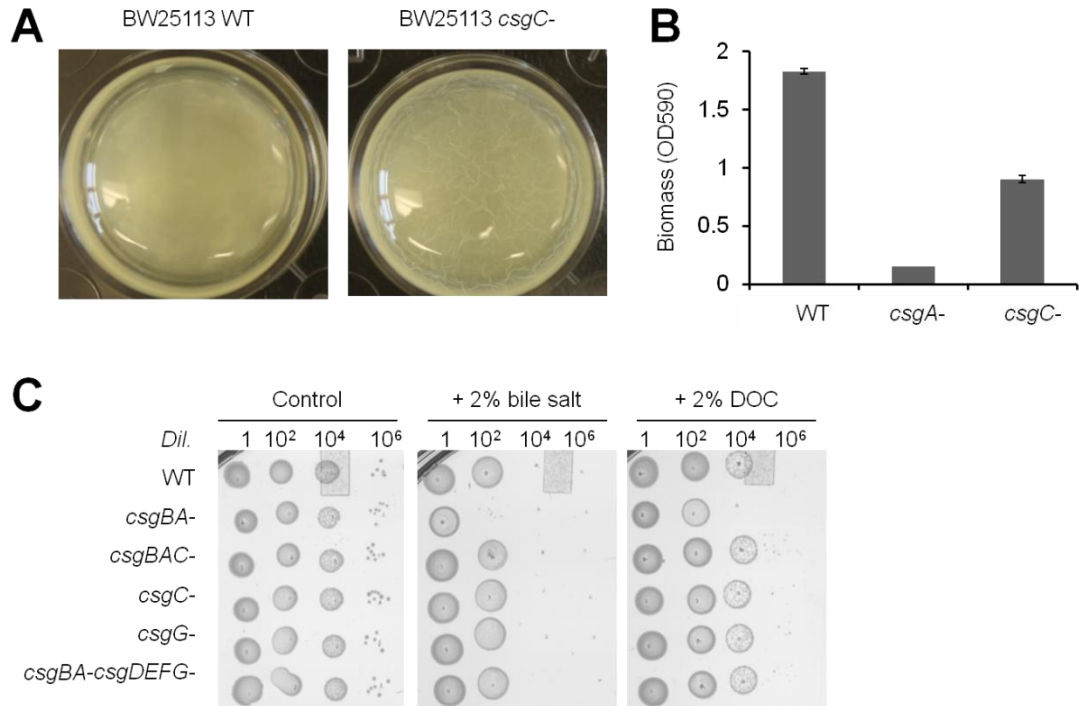 A
BW25113 WT
BW25113 csgC-
B
2
1.5
1
0.5
0
Biomass (OD590)
WT
csgA-
csgC-
C
Control
+ 2% bile salt
+ 2% DOC
Dil.
1 10² 10⁴ 10⁶
1 10² 10⁴ 10⁶
1 10² 10⁴ 10⁶
WT
csgBA-
csgBAC-
csgC-
csgG-
csgBA-csgDEFG-